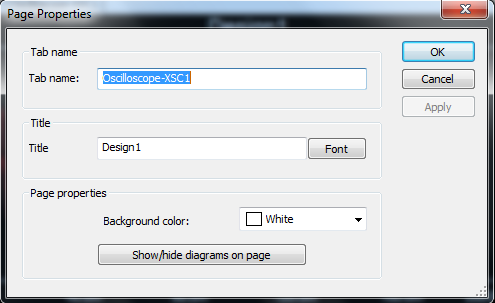 Page Properties
Tab name
Tab name: Oscilloscope-XSC1
OK
Cancel
Apply
Title
Title Design1 Font
Page properties
Background color: White
Show/hide diagrams on page